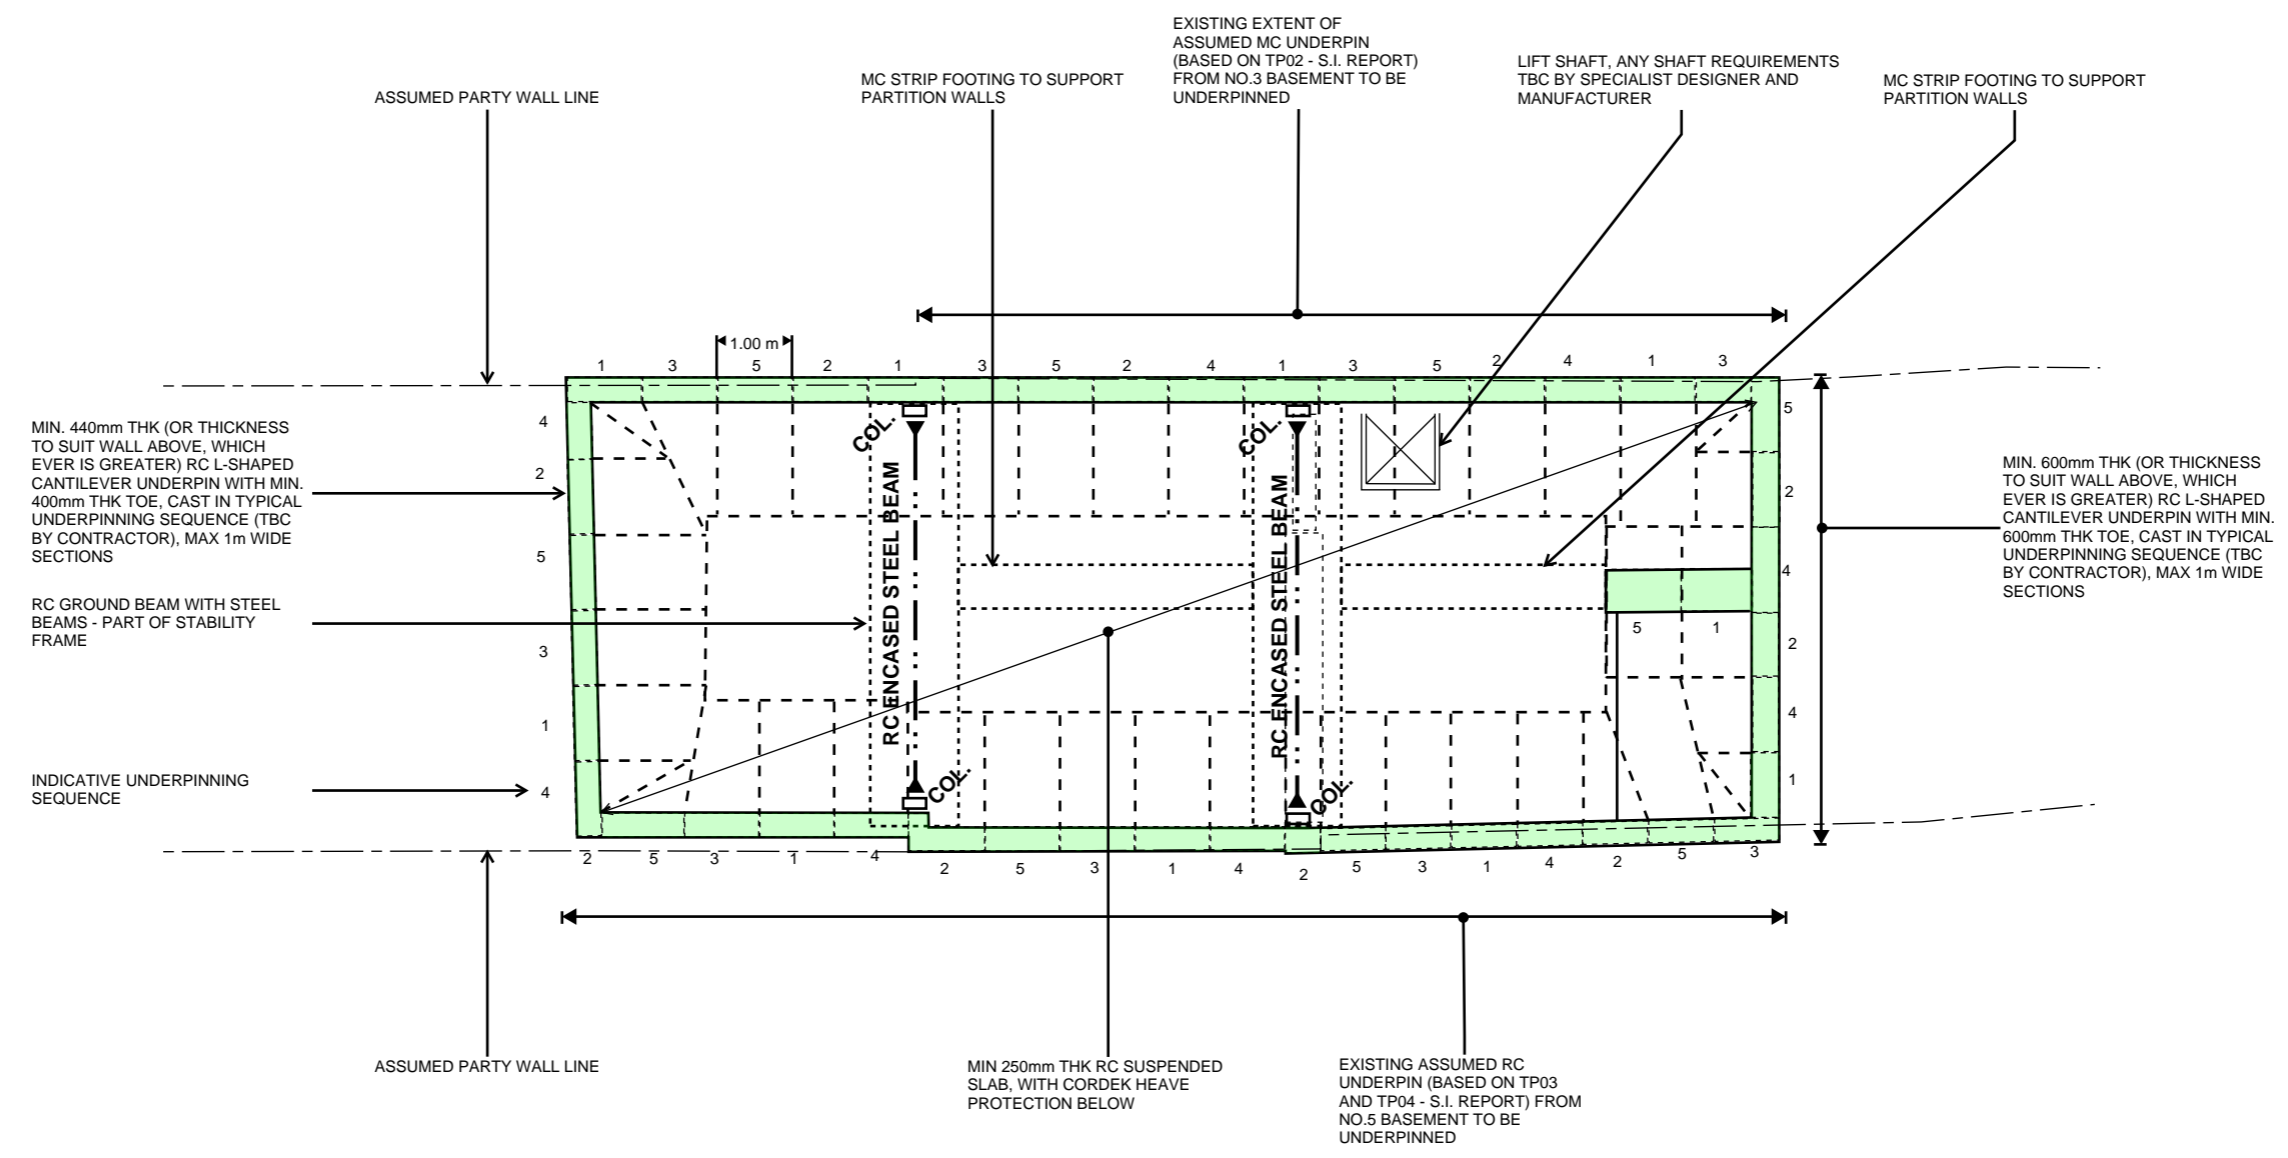 EXISTING EXTENT OF
ASSUMED MC UNDERPIN
(BASED ON TP02 - S.I. REPORT)
FROM NO.3 BASEMENT TO BE
UNDERPINNED
LIFT SHAFT, ANY SHAFT REQUIREMENTS
TBC BY SPECIALIST DESIGNER AND
MANUFACTURER
MC STRIP FOOTING TO SUPPORT
PARTITION WALLS
MC STRIP FOOTING TO SUPPORT
PARTITION WALLS
ASSUMED PARTY WALL LINE
1.00 m
1 3 5 2 1 3 5 2 4 1 3 5 2 4 1 3
MIN. 440mm THK (OR THICKNESS
TO SUIT WALL ABOVE, WHICH
EVER IS GREATER) RC L-SHAPED
CANTILEVER UNDERPIN WITH MIN.
400mm THK TOE, CAST IN TYPICAL
UNDERPINNING SEQUENCE (TBC
BY CONTRACTOR), MAX 1m WIDE
SECTIONS
RC GROUND BEAM WITH STEEL
BEAMS - PART OF STABILITY
FRAME
INDICATIVE UNDERPINNING
SEQUENCE
4
2
5
3
1
4
COL.
RC ENCASED STEEL BEAM
COL.
COL.
RC ENCASED STEEL BEAM
COL.
5 1
5
2
4
2
4
1
MIN. 600mm THK (OR THICKNESS
TO SUIT WALL ABOVE, WHICH
EVER IS GREATER) RC L-SHAPED
CANTILEVER UNDERPIN WITH MIN.
600mm THK TOE, CAST IN TYPICAL
UNDERPINNING SEQUENCE (TBC
BY CONTRACTOR), MAX 1m WIDE
SECTIONS
2 5 3 1 4 2 5 3 1 4 2 5 3 1 4 2 5 3
ASSUMED PARTY WALL LINE
MIN 250mm THK RC SUSPENDED
SLAB, WITH CORDEK HEAVE
PROTECTION BELOW
EXISTING ASSUMED RC
UNDERPIN (BASED ON TP03
AND TP04 - S.I. REPORT) FROM
NO.5 BASEMENT TO BE
UNDERPINNED